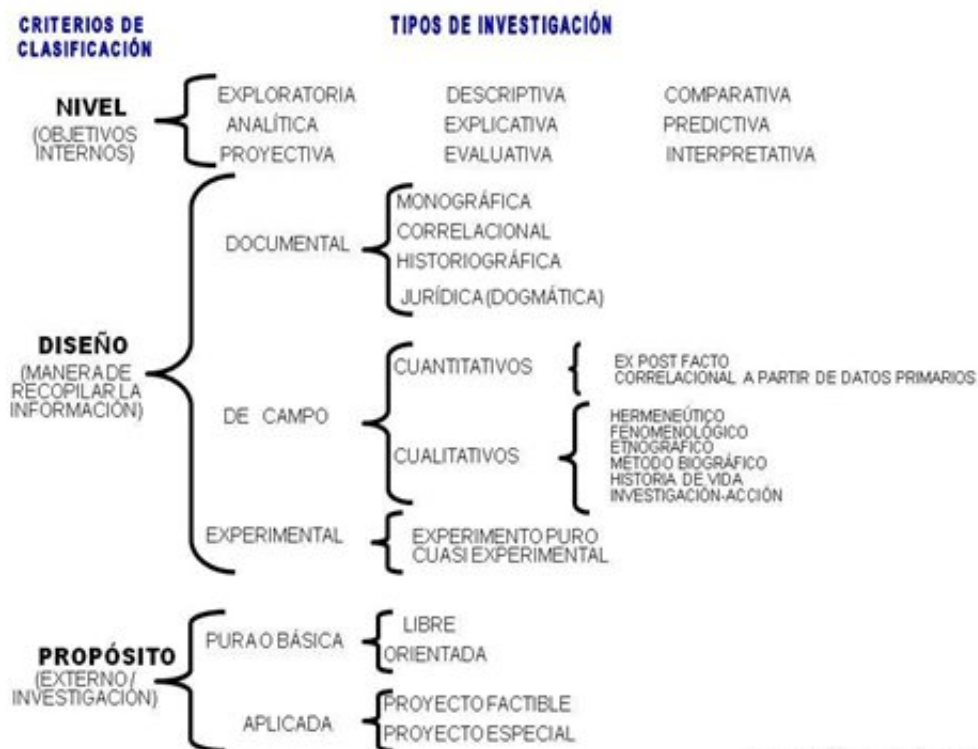 CRITERIOS DE
CLASIFICACIÓN
TIPOS DE INVESTIGACIÓN
NIVEL
(OBJETIVOS
INTERNOS)
EXPLORATORIA DESCRIPTIVA COMPARATIVA
ANALÍTICA EXPLICATIVA PREDICTIVA
PROYECTIVA EVALUATIVA INTERPRETATIVA
DISEÑO
(MANERA DE
RECOPILAR LA
INFORMACIÓN)
DOCUMENTAL
MONOGRÁFICA
CORRELACIONAL
HISTORIOGRÁFICA
JURÍDICA (DOGMÁTICA)
DE CAMPO
CUANTITATIVOS
EX POST FACTO
CORRELACIONAL A PARTIR DE DATOS PRIMARIOS
CUALITATIVOS
HERMENEÚTICO
FENOMENOLÓGICO
ETNOGRÁFICO
MÉTODO BIOGRÁFICO
HISTORIA DE VIDA
INVESTIGACIÓN-ACCIÓN
EXPERIMENTAL
EXPERIMENTO PURO
CUASI EXPERIMENTAL
PROPÓSITO
(EXTERNO /
INVESTIGACIÓN)
PURA O BÁSICA
LIBRE
ORIENTADA
APLICADA
PROYECTO FACTIBLE
PROYECTO ESPECIAL